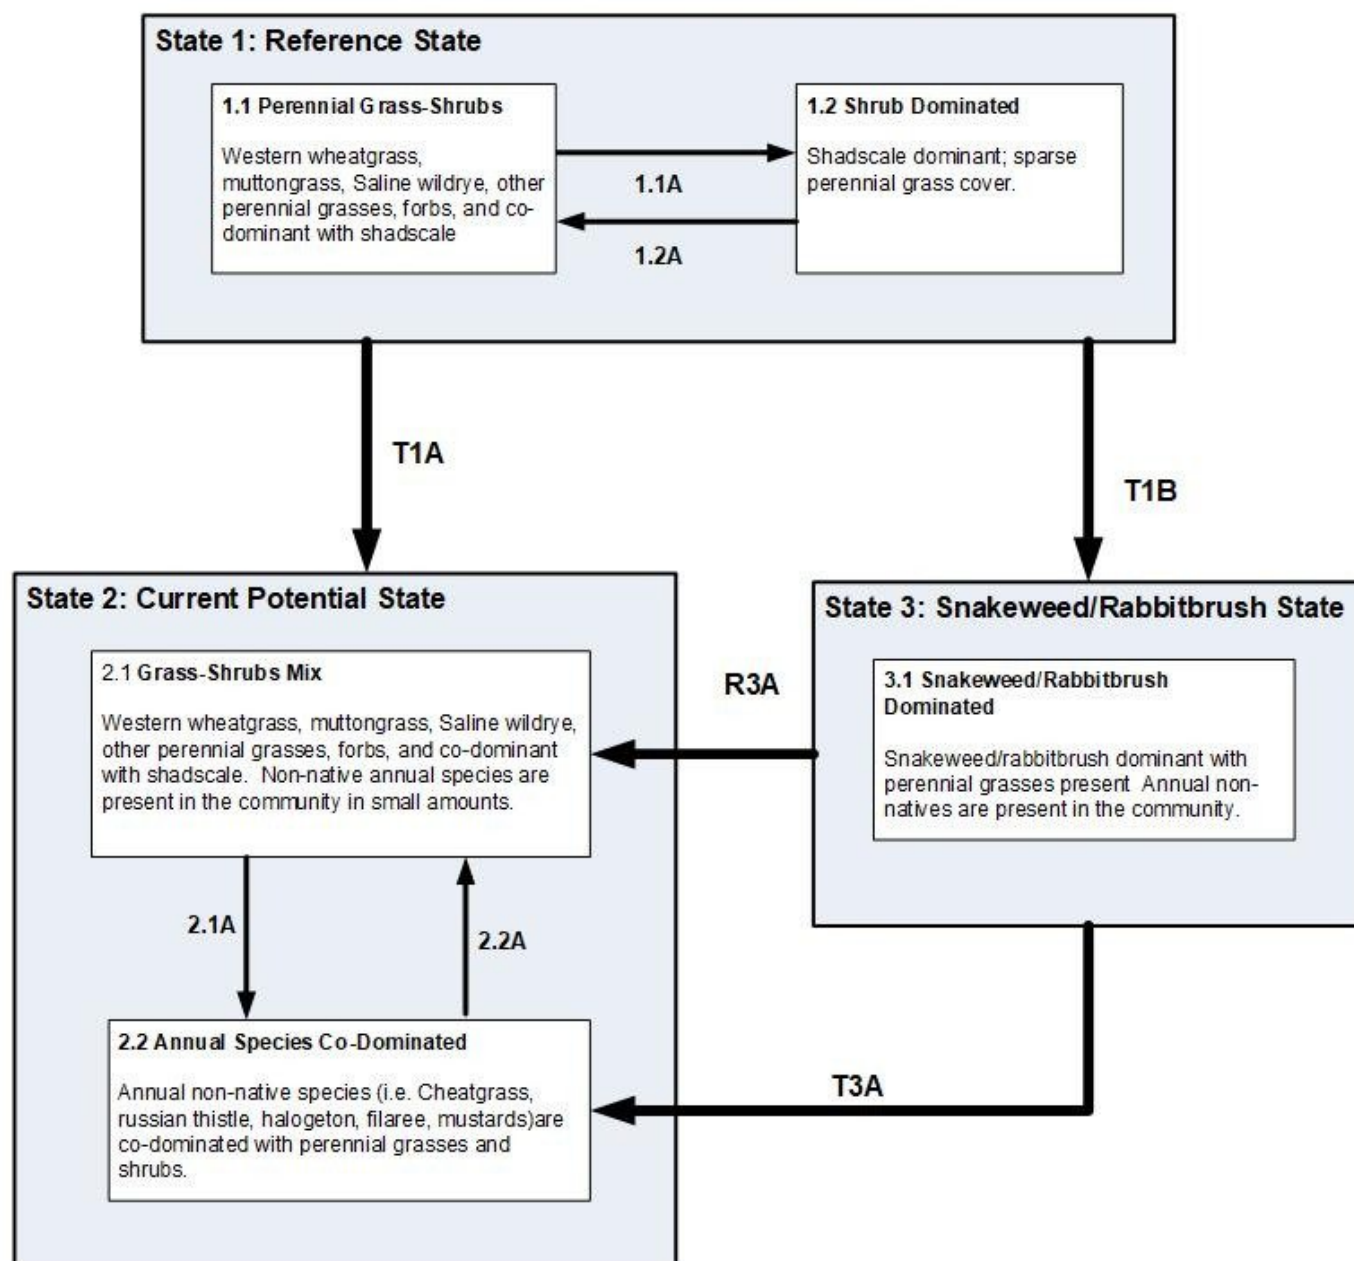 State 1: Reference State
1.1 Perennial Grass-Shrubs
Western wheatgrass,
muttongrass, Saline wildrye, other
perennial grasses, forbs, and co-
dominant with shadscale
1.1A
1.2A
1.2 Shrub Dominated
Shadscale dominant; sparse
perennial grass cover.
T1A
T1B
State 2: Current Potential State
2.1 Grass-Shrubs Mix
Western wheatgrass, muttongrass, Saline wildrye,
other perennial grasses, forbs, and co-dominant
with shadscale.  Non-native annual species are
present in the community in small amounts.
2.1A
2.2A
2.2 Annual Species Co-Dominated
Annual non-native species (i.e. Cheatgrass,
russian thistle, halogeton, filaree, mustards)are
co-dominated with perennial grasses and
shrubs.
R3A
T3A
State 3: Snakeweed/Rabbitbrush State
3.1 Snakeweed/Rabbitbrush
Dominated
Snakeweed/rabbitbrush dominant with
perennial grasses present  Annual non-
natives are present in the community.